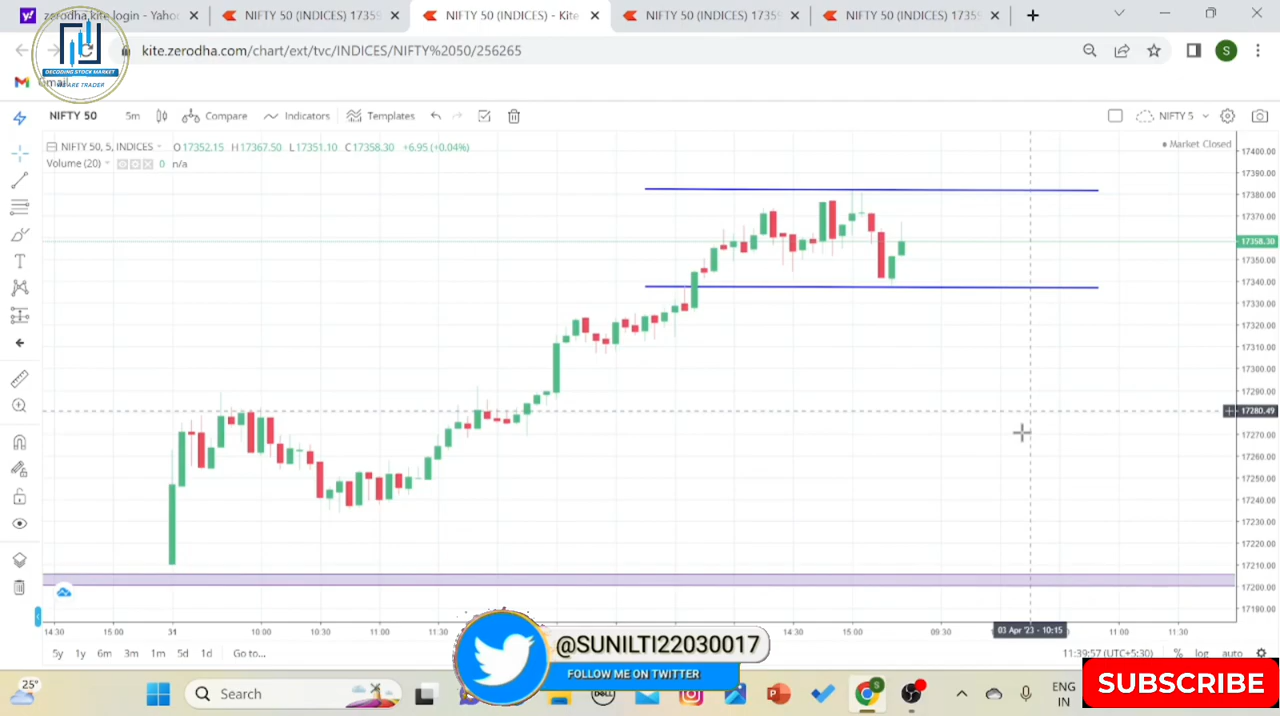 zerodha kite login - Yaho
NIFTY 50 (INDICES) 1735
NIFTY 50 (INDICES) - Kite
NIFTY 50 (INDICES) 1738
NIFTY 50 (INDICES) 1735
kite.zerodha.com/chart/ext/tvc/INDICES/NIFTY%2050/256265
S
DECODING STOCK MARKET
WE ARE TRADER
Gmail
NIFTY 50
5m
Compare
Indicators
Templates
NIFTY 5
NIFTY 50, 5, INDICES
O17352.15 H17367.50 L17351.10 C17358.30 +6.95 (+0.04%)
Market Closed
Volume (20)
0 n/a
17400.00
17390.00
17380.00
17370.00
17358.30
17350.00
17340.00
17330.00
17320.00
17310.00
17300.00
17290.00
17280.49
17270.00
17260.00
17250.00
17240.00
17230.00
17220.00
17210.00
17200.00
17190.00
14:30 15:00 31 10:00 10:30 11:00 11:30 14:30 15:00 09:30 03 Apr '23 - 10:15 11:00 11:30
5y 1y 6m 3m 1m 5d 1d Go to...
11:39:57 (UTC+5:30) % log auto
@SUNILTI22030017
FOLLOW ME ON TWITTER
SUBSCRIBE
25°
Search
DELL
ENG
IN